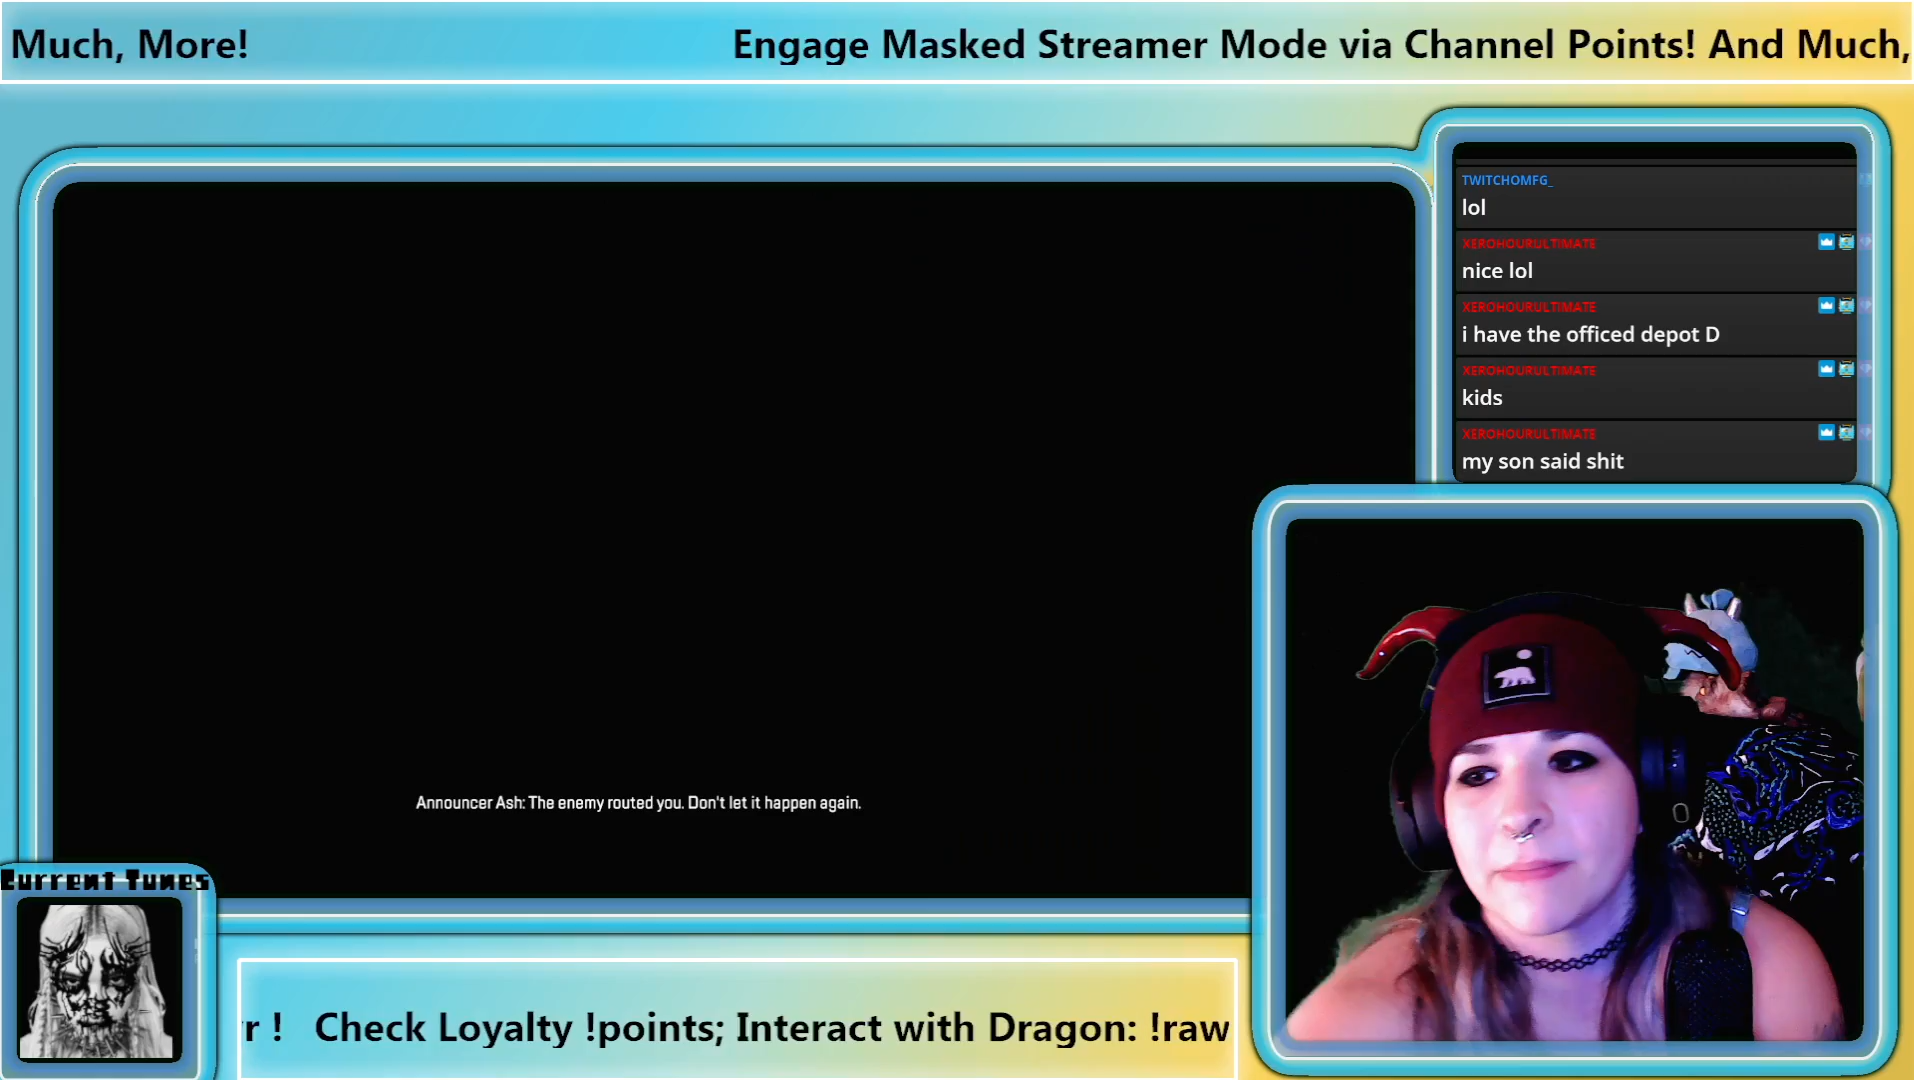 Much, More!
Engage Masked Streamer Mode via Channel Points! And Much,
TWITCHOMFG_
lol
XEROHOURULTIMATE
nice lol
XEROHOURULTIMATE
i have the officed depot D
XEROHOURULTIMATE
kids
XEROHOURULTIMATE
my son said shit
Announcer Ash: The enemy routed you. Don't let it happen again.
Current Tunes
r ! Check Loyalty !points; Interact with Dragon: !raw